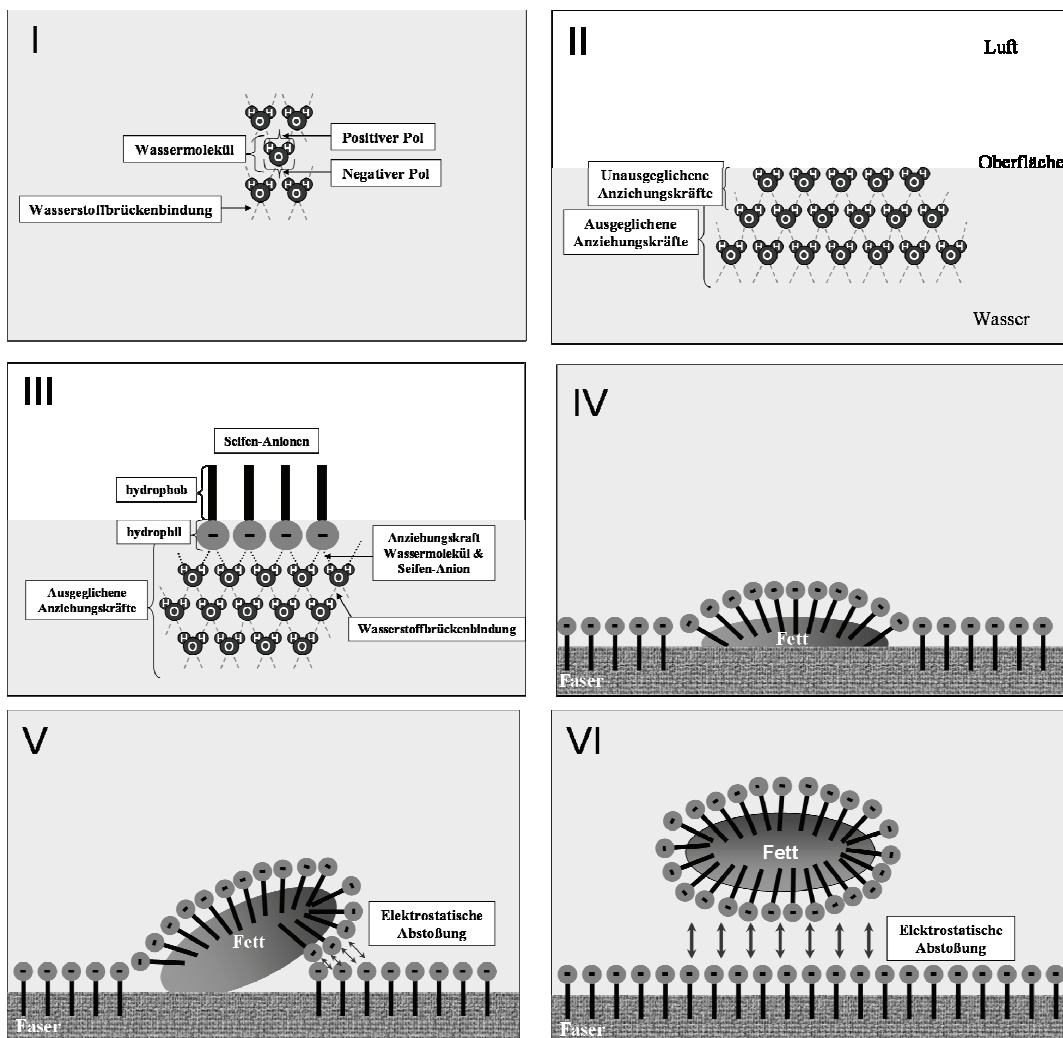 I
Wassermolekül
Positiver Pol
Negativer Pol
Wasserstoffbrückenbindung
H H
O
H H
O
H H
O
H H
O
H H
O
II
Luft
Oberfläche
Unausgeglichene
Anziehungskräfte
Ausgeglichene
Anziehungskräfte
Wasser
III
Seifen-Anionen
hydrophob
hydrophil
Anziehungskraft
Wassermolekül &
Seifen-Anion
Ausgeglichene
Anziehungskräfte
Wasserstoffbrückenbindung
IV
Fett
Faser
V
Elektrostatische
Abstoßung
Fett
Faser
VI
Fett
Elektrostatische
Abstoßung
Faser